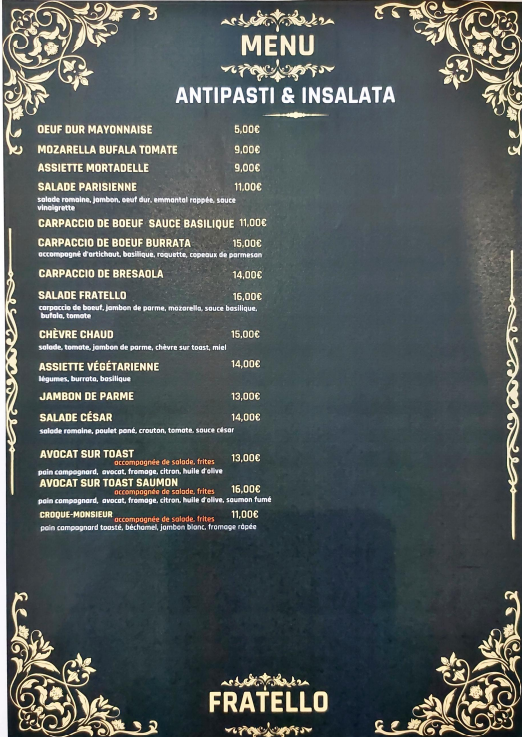 MENU
ANTIPASTI & INSALATA
OEUF DUR MAYONNAISE 5,00€
MOZARELLA BUFALA TOMATE 9,00€
ASSIETTE MORTADELLE 9,00€
SALADE PARISIENNE 11,00€
salade romaine, jambon, oeuf dur, emmental rappée, sauce
vinaigrette
CARPACCIO DE BOEUF SAUCE BASILIQUE 11,00€
CARPACCIO DE BOEUF BURRATA 15,00€
accompagné d'artichaut, basilique, roquette, copeaux de parmesan
CARPACCIO DE BRESAOLA 14,00€
SALADE FRATELLO 16,00€
carpaccio de boeuf, jambon de parme, mozarella, sauce basilique,
bufala, tomate
CHÈVRE CHAUD 15,00€
salade, tomate, jambon de parme, chèvre sur toast, miel
ASSIETTE VÉGÉTARIENNE 14,00€
légumes, burrata, basilique
JAMBON DE PARME 13,00€
SALADE CÉSAR 14,00€
salade romaine, poulet pané, crouton, tomate, sauce césar
AVOCAT SUR TOAST 13,00€
accompagnée de salade, frites
pain campagnard, avocat, fromage, citron, huile d'olive
AVOCAT SUR TOAST SAUMON
accompagnée de salade, frites 16,00€
pain campagnard, avocat, fromage, citron, huile d'olive, saumon fumé
CROQUE-MONSIEUR 11,00€
accompagnée de salade, frites
pain campagnard toasté, béchamel, jambon blanc, fromage râpée
FRATELLO